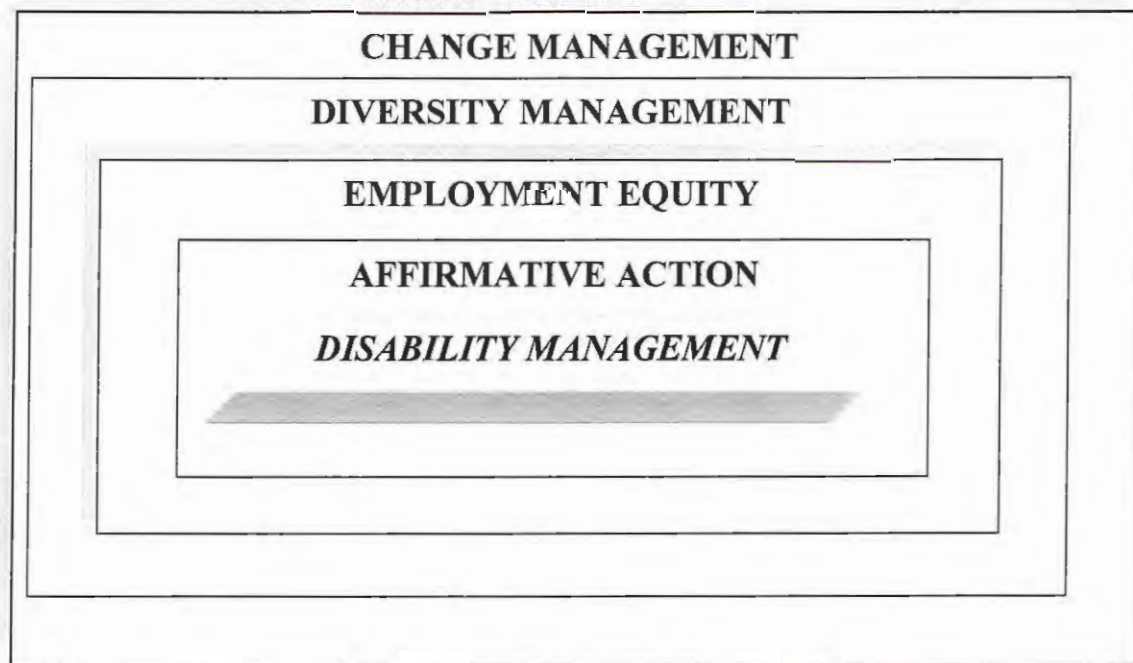 CHANGE MANAGEMENT
DIVERSITY MANAGEMENT
EMPLOYMENT EQUITY
AFFIRMATIVE ACTION
DISABILITY MANAGEMENT